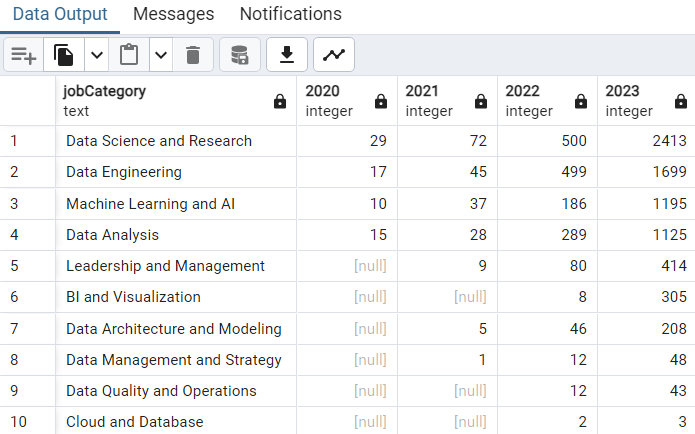 Data Output Messages Notifications
jobCategory 2020 2021 2022 2023
text integer integer integer integer
1 Data Science and Research 29 72 500 2413
2 Data Engineering 17 45 499 1699
3 Machine Learning and AI 10 37 186 1195
4 Data Analysis 15 28 289 1125
5 Leadership and Management [null] 9 80 414
6 BI and Visualization [null] [null] 8 305
7 Data Architecture and Modeling [null] 5 46 208
8 Data Management and Strategy [null] 1 12 48
9 Data Quality and Operations [null] [null] 12 43
10 Cloud and Database [null] [null] 2 3